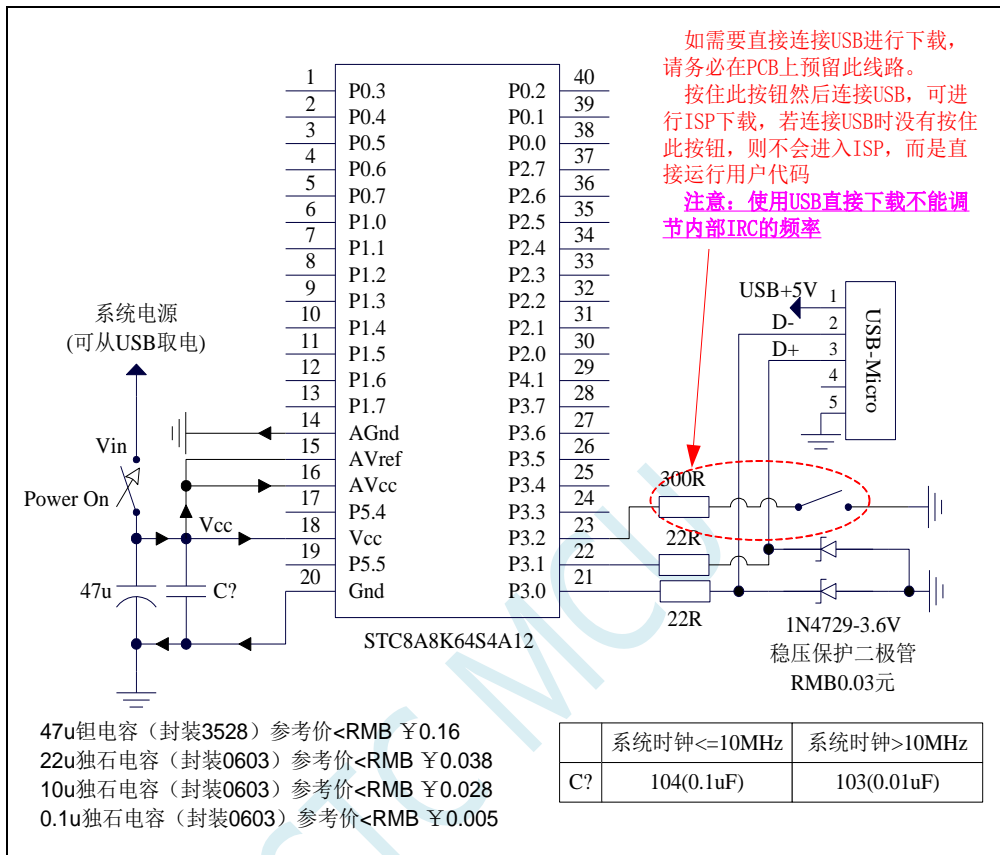 如需要直接连接USB进行下载，
请务必在PCB上预留此线路。
按住此按钮然后连接USB，可进
行ISP下载，若连接USB时没有按住
此按钮，则不会进入ISP，而是直
接运行用户代码
注意：使用USB直接下载不能调
节内部IRC的频率
1 P0.3 P0.2 40
2 P0.4 P0.1 39
3 P0.5 P0.0 38
4 P0.6 P2.7 37
5 P0.7 P2.6 36
6 P1.0 P2.5 35
7 P1.1 P2.4 34
8 P1.2 P2.3 33
9 P1.3 P2.2 32
10 P1.4 P2.1 31
11 P1.5 P2.0 30
12 P1.6 P4.1 29
13 P1.7 P3.7 28
14 AGnd P3.6 27
15 AVref P3.5 26
16 AVcc P3.4 25
17 P5.4 P3.3 24
18 Vcc P3.2 23
19 P5.5 P3.1 22
20 Gnd P3.0 21
STC8A8K64S4A12
系统电源
(可从USB取电)
Vin
Power On
Vcc
47u
C?
USB+5V
D-
D+
1
2
3
4
5
USB-Micro
300R
22R
22R
1N4729-3.6V
稳压保护二极管
RMB0.03元
47u钽电容（封装3528）参考价<RMB ￥0.16
22u独石电容（封装0603）参考价<RMB ￥0.038
10u独石电容（封装0603）参考价<RMB ￥0.028
0.1u独石电容（封装0603）参考价<RMB ￥0.005
系统时钟<=10MHz 系统时钟>10MHz
C? 104(0.1uF) 103(0.01uF)
STC MCU